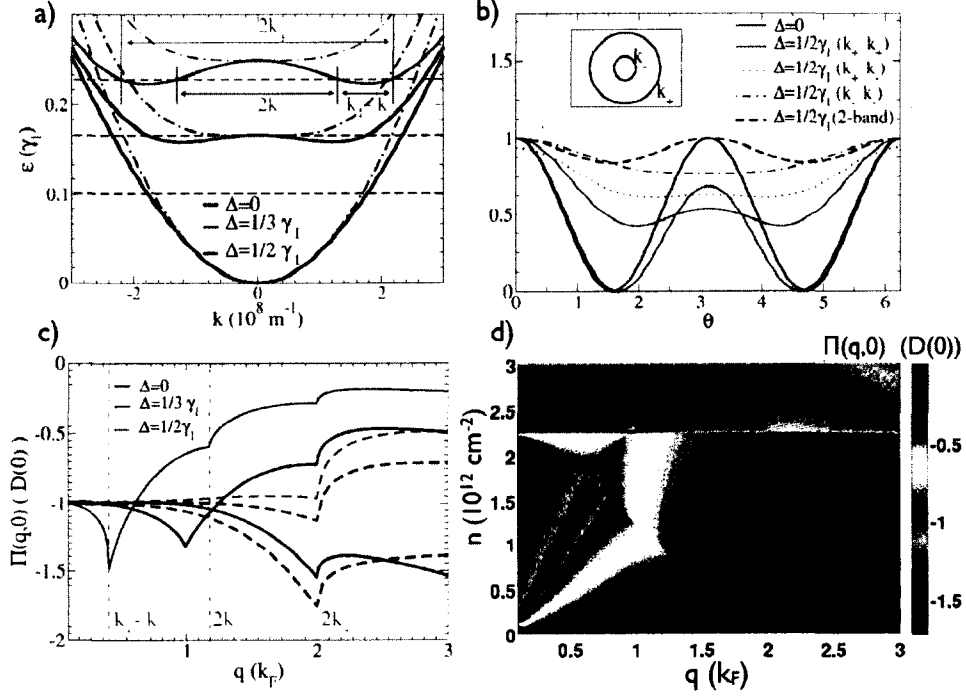 a)
2k
2k
k - k
ε (γ₁)
0.2
0.1
0
Δ=0
Δ=1/3 γ₁
Δ=1/2 γ₁
-2 0 2
k (10⁸ m⁻¹)
b)
1.5
1
0.5
0
k
k₊
Δ=0
Δ=1/2γ₁ (k₊ k₊)
Δ=1/2γ₁ (k₊ k)
Δ=1/2γ₁ (k k)
Δ=1/2γ₁ (2-band)
0 1 2 3 4 5 6
θ
c)
0
-0.5
-1
-1.5
-2
Π(q,0) ( D(0) )
Δ=0
Δ=1/3 γ₁
Δ=1/2γ₁
k - k
2k
2k
1 2 3
q (k_F)
d)
Π(q,0) (D(0))
3
2.5
2
1.5
1
0.5
0
n (10¹² cm⁻²)
0.5 1 1.5 2 2.5 3
q (kF)
-0.5
-1
-1.5